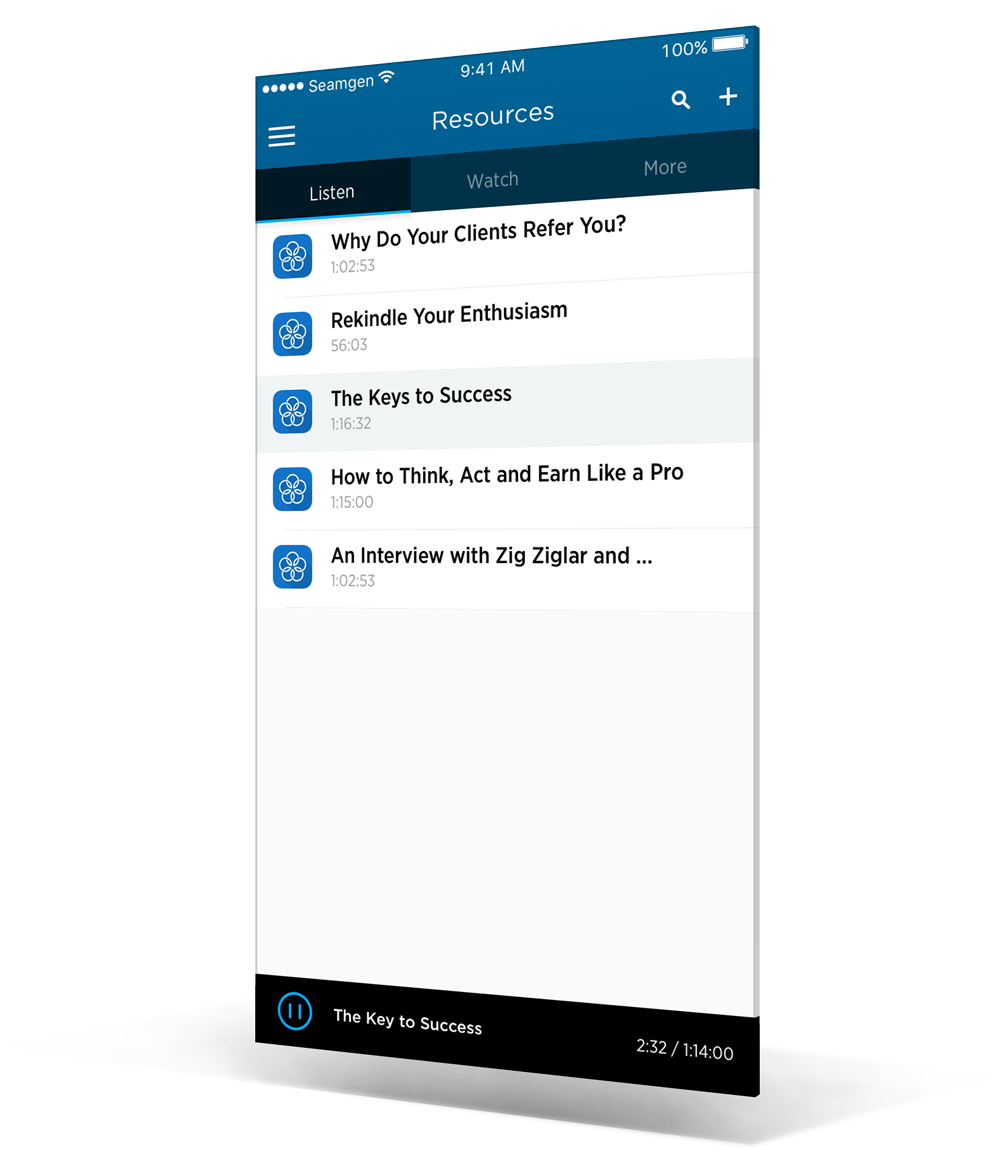 Seamgen 9:41 AM 100%
Resources
Listen Watch More
Why Do Your Clients Refer You?
1:02:53
Rekindle Your Enthusiasm
56:03
The Keys to Success
1:16:32
How to Think, Act and Earn Like a Pro
1:15:00
An Interview with Zig Ziglar and ...
1:02:53
The Key to Success
2:32 / 1:14:00